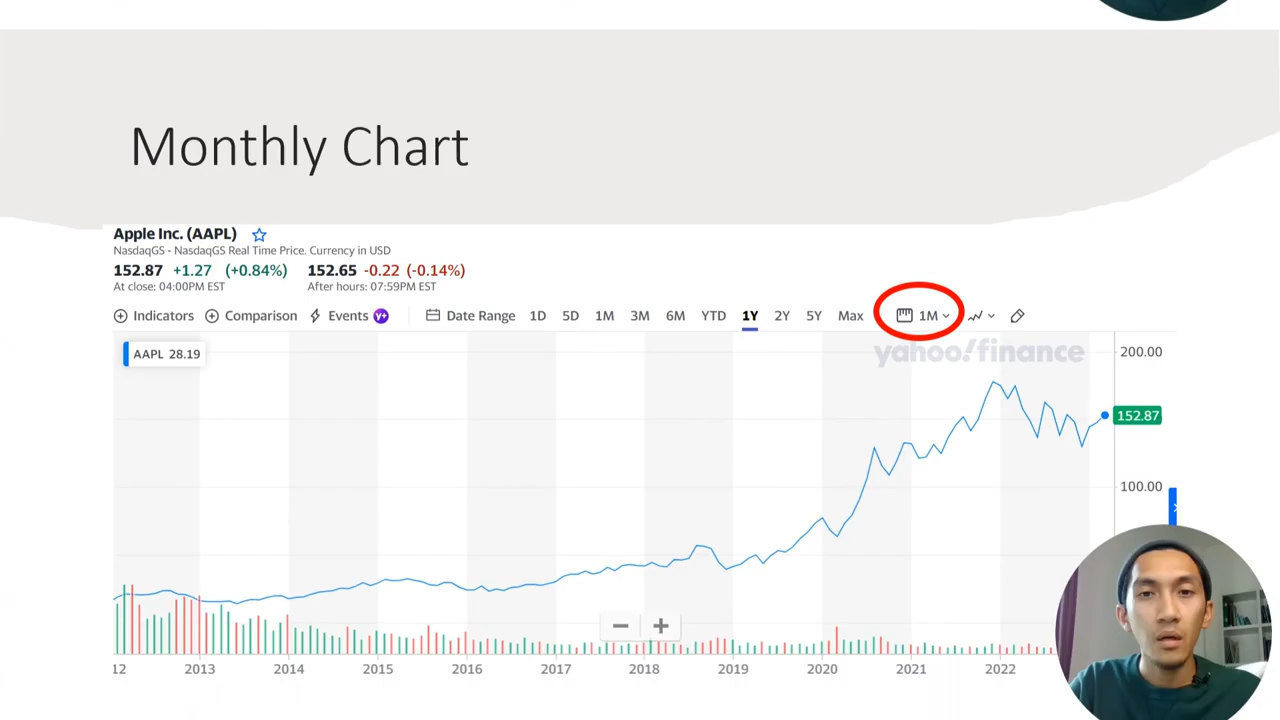 Monthly Chart
Apple Inc. (AAPL)
NasdaqGS - NasdaqGS Real Time Price. Currency in USD
152.87 +1.27 (+0.84%) 152.65 -0.22 (-0.14%)
At close: 04:00PM EST After hours: 07:59PM EST
Indicators Comparison Events y+ Date Range 1D 5D 1M 3M 6M YTD 1Y 2Y 5Y Max 1M
AAPL 28.19
yahoo!finance
200.00
152.87
100.00
12 2013 2014 2015 2016 2017 2018 2019 2020 2021 2022